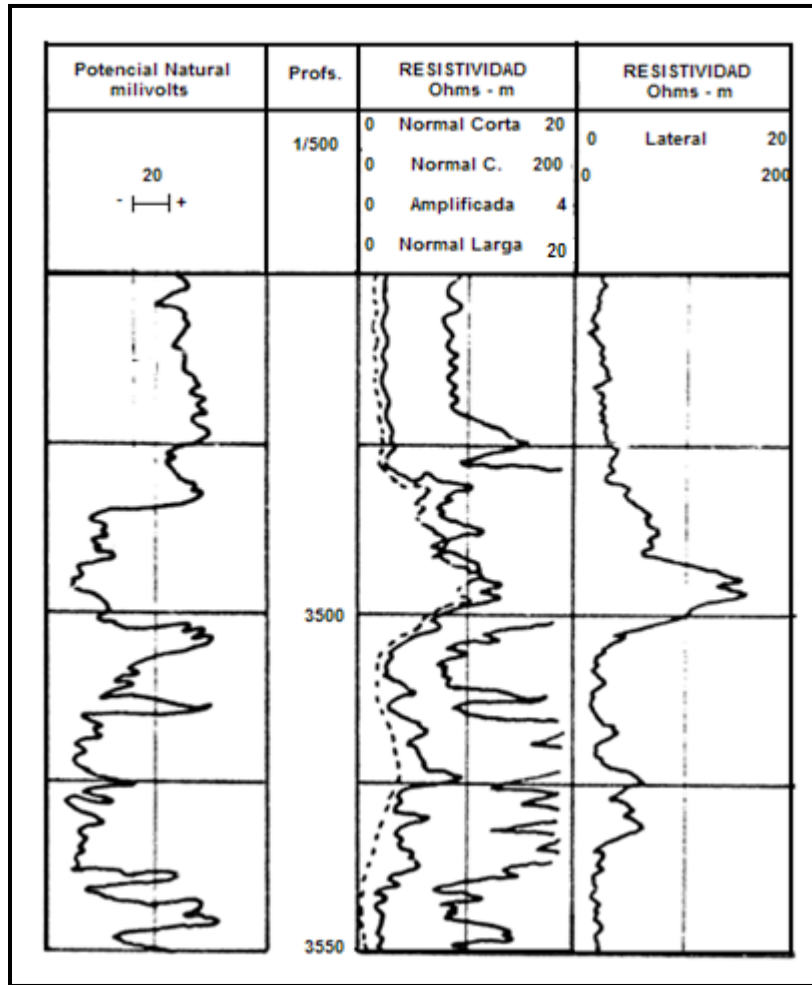 Potencial Natural
milivolts
Profs.
RESISTIVIDAD
Ohms - m
RESISTIVIDAD
Ohms - m
20
- +
1/500
0 Normal Corta 20
0 Normal C. 200
0 Amplificada 4
0 Normal Larga 20
0 Lateral 20
0 200
3500
3550